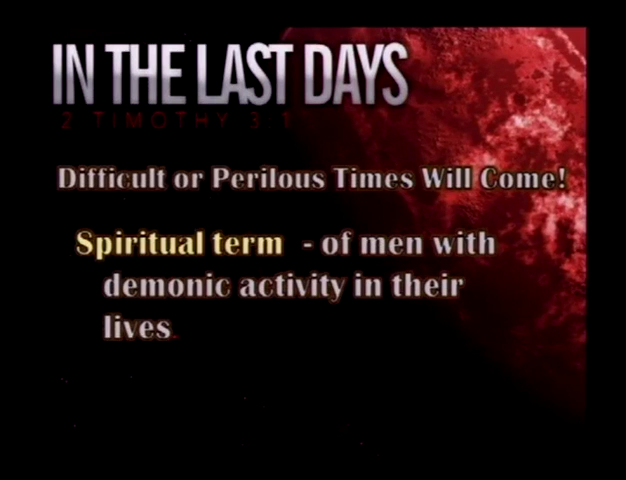 IN THE LAST DAYS
2 TIMOTHY 3:1
Difficult or Perilous Times Will Come!
Spiritual term - of men with
demonic activity in their
lives.